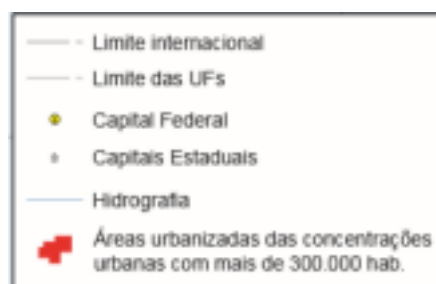 Limite internacional
Limite das UFs
Capital Federal
Capitais Estaduais
Hidrografia
Áreas urbanizadas das concentrações
urbanas com mais de 300.000 hab.